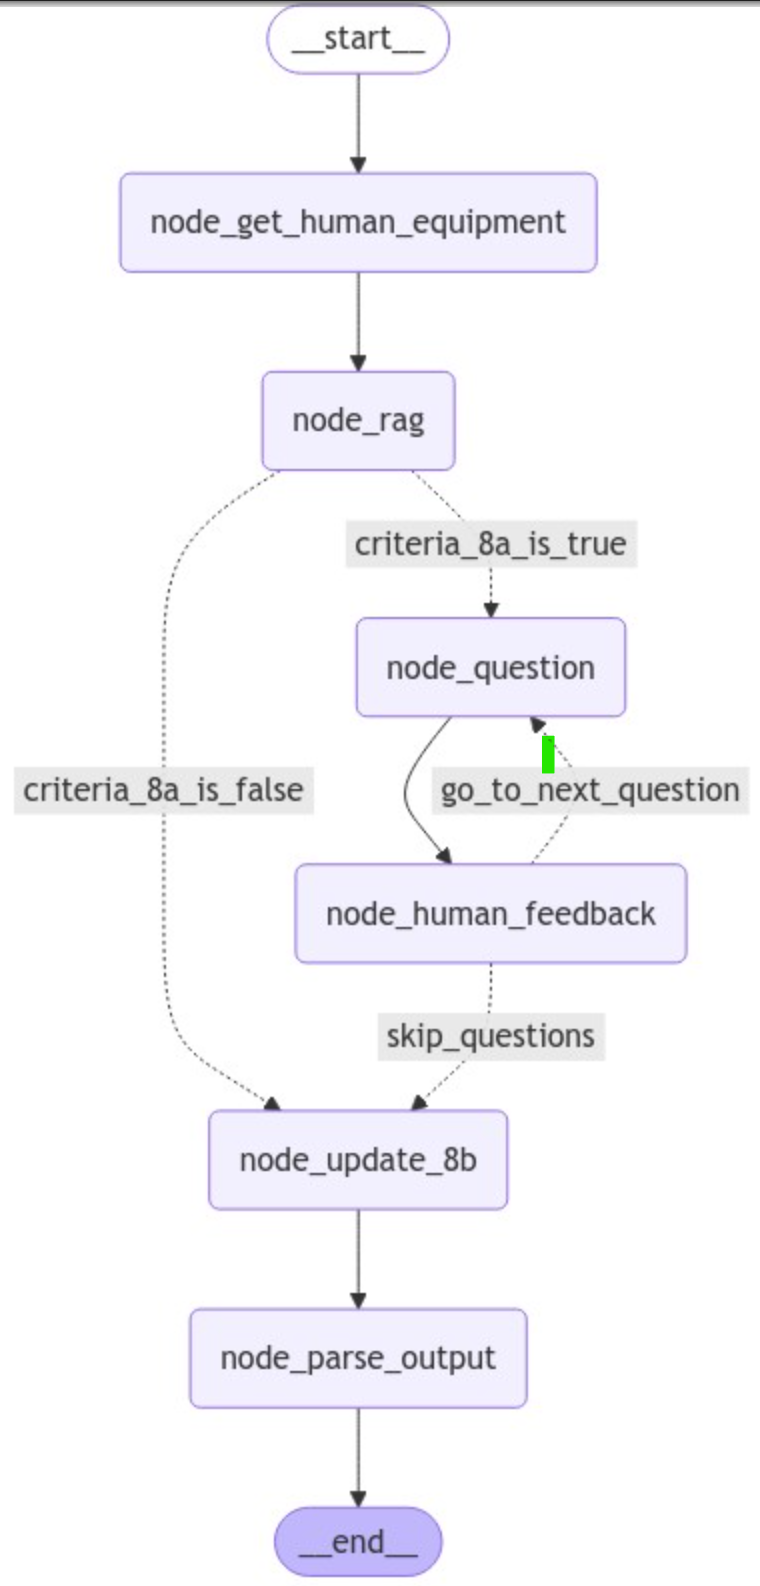 __start__
node_get_human_equipment
node_rag
criteria_8a_is_true
node_question
criteria_8a_is_false
go_to_next_question
node_human_feedback
skip_questions
node_update_8b
node_parse_output
__end__